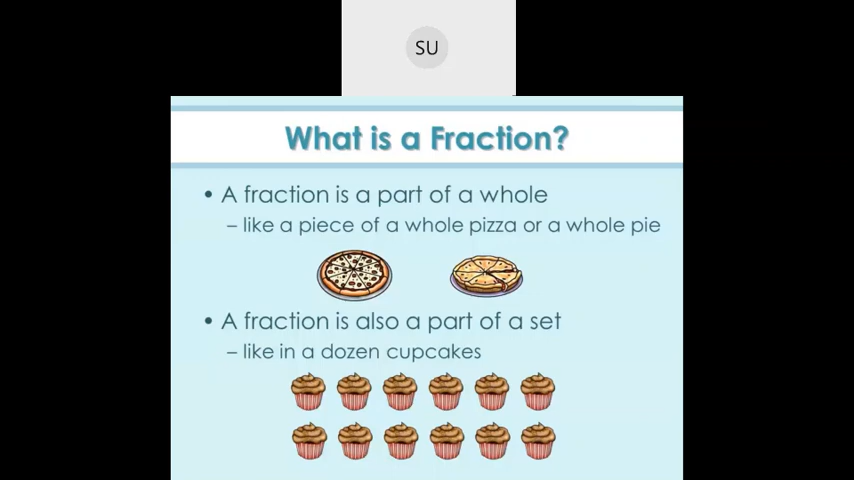 SU
What is a Fraction?
• A fraction is a part of a whole
– like a piece of a whole pizza or a whole pie
• A fraction is also a part of a set
– like in a dozen cupcakes